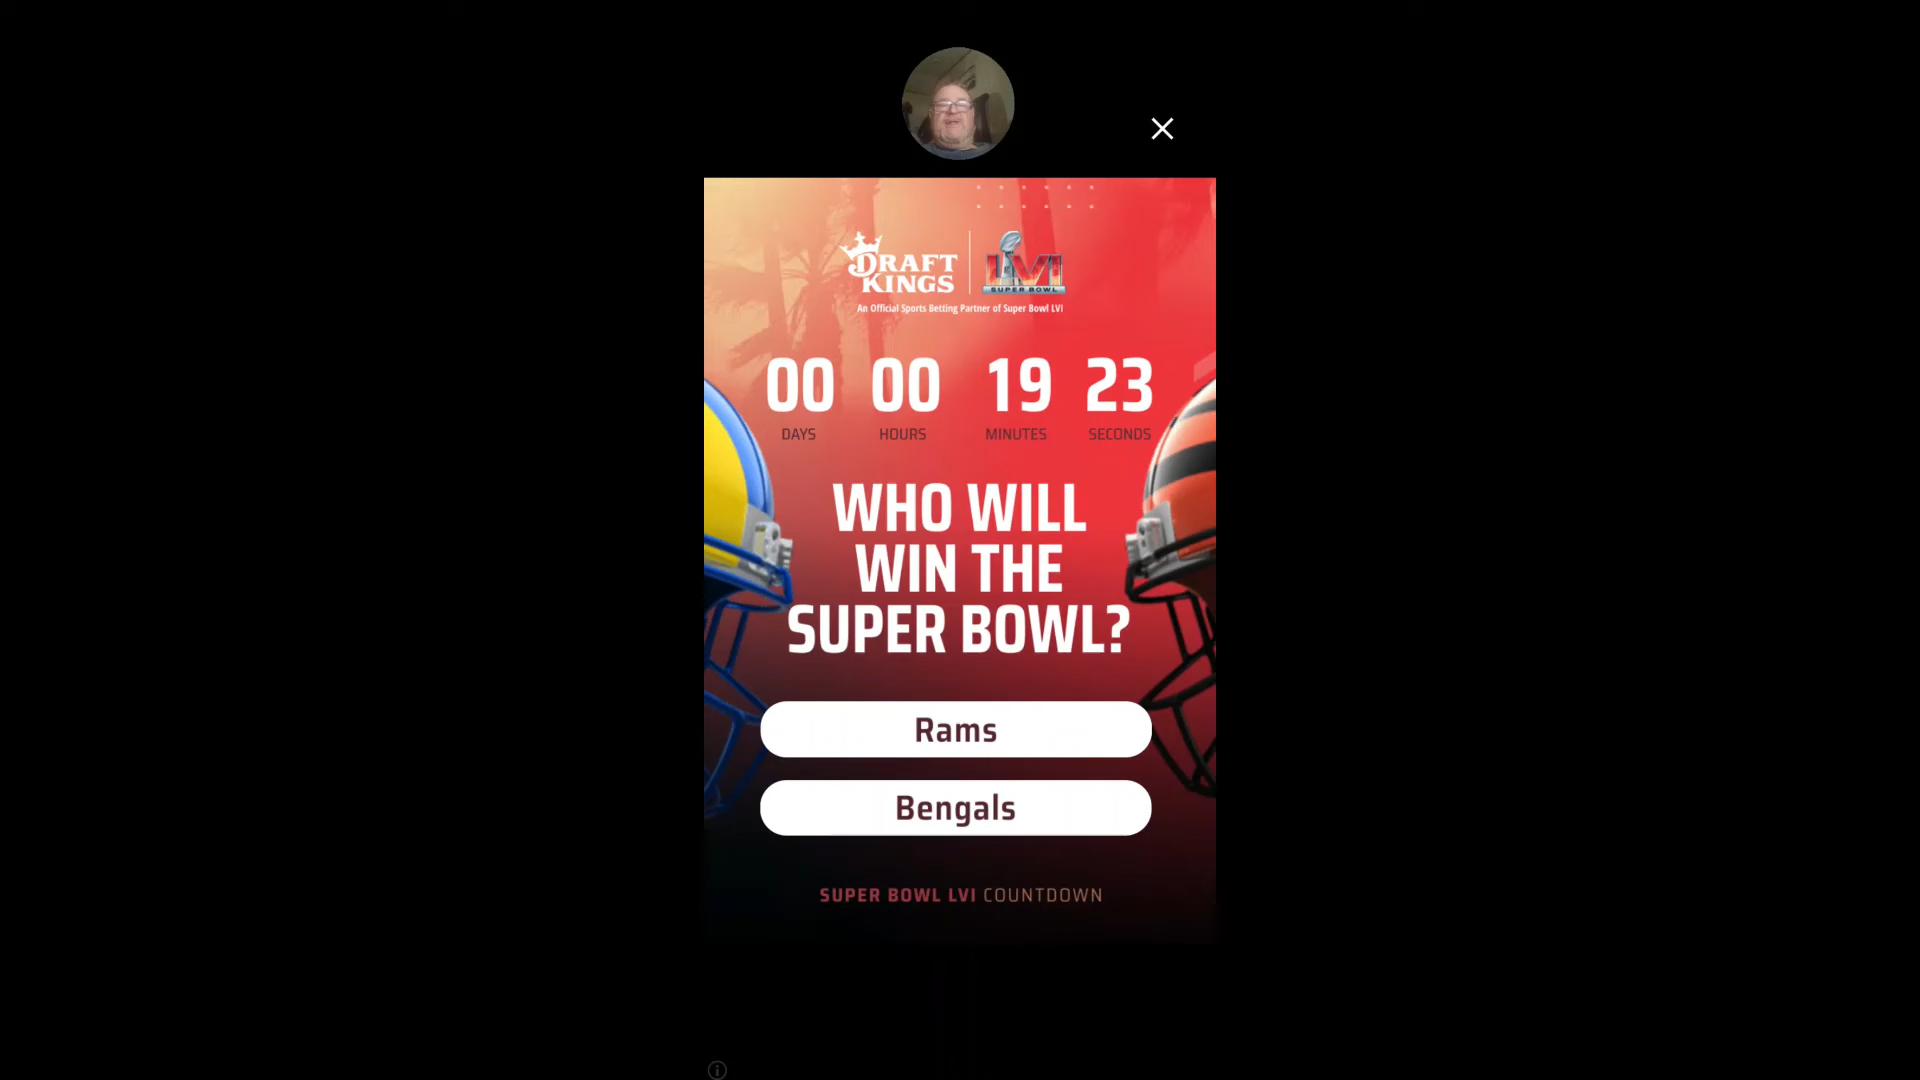 DRAFT
KINGS
LVI
SUPER BOWL
An Official Sports Betting Partner of Super Bowl LVI
00 00 19 23
DAYS HOURS MINUTES SECONDS
WHO WILL
WIN THE
SUPER BOWL?
Rams
Bengals
SUPER BOWL LVI COUNTDOWN